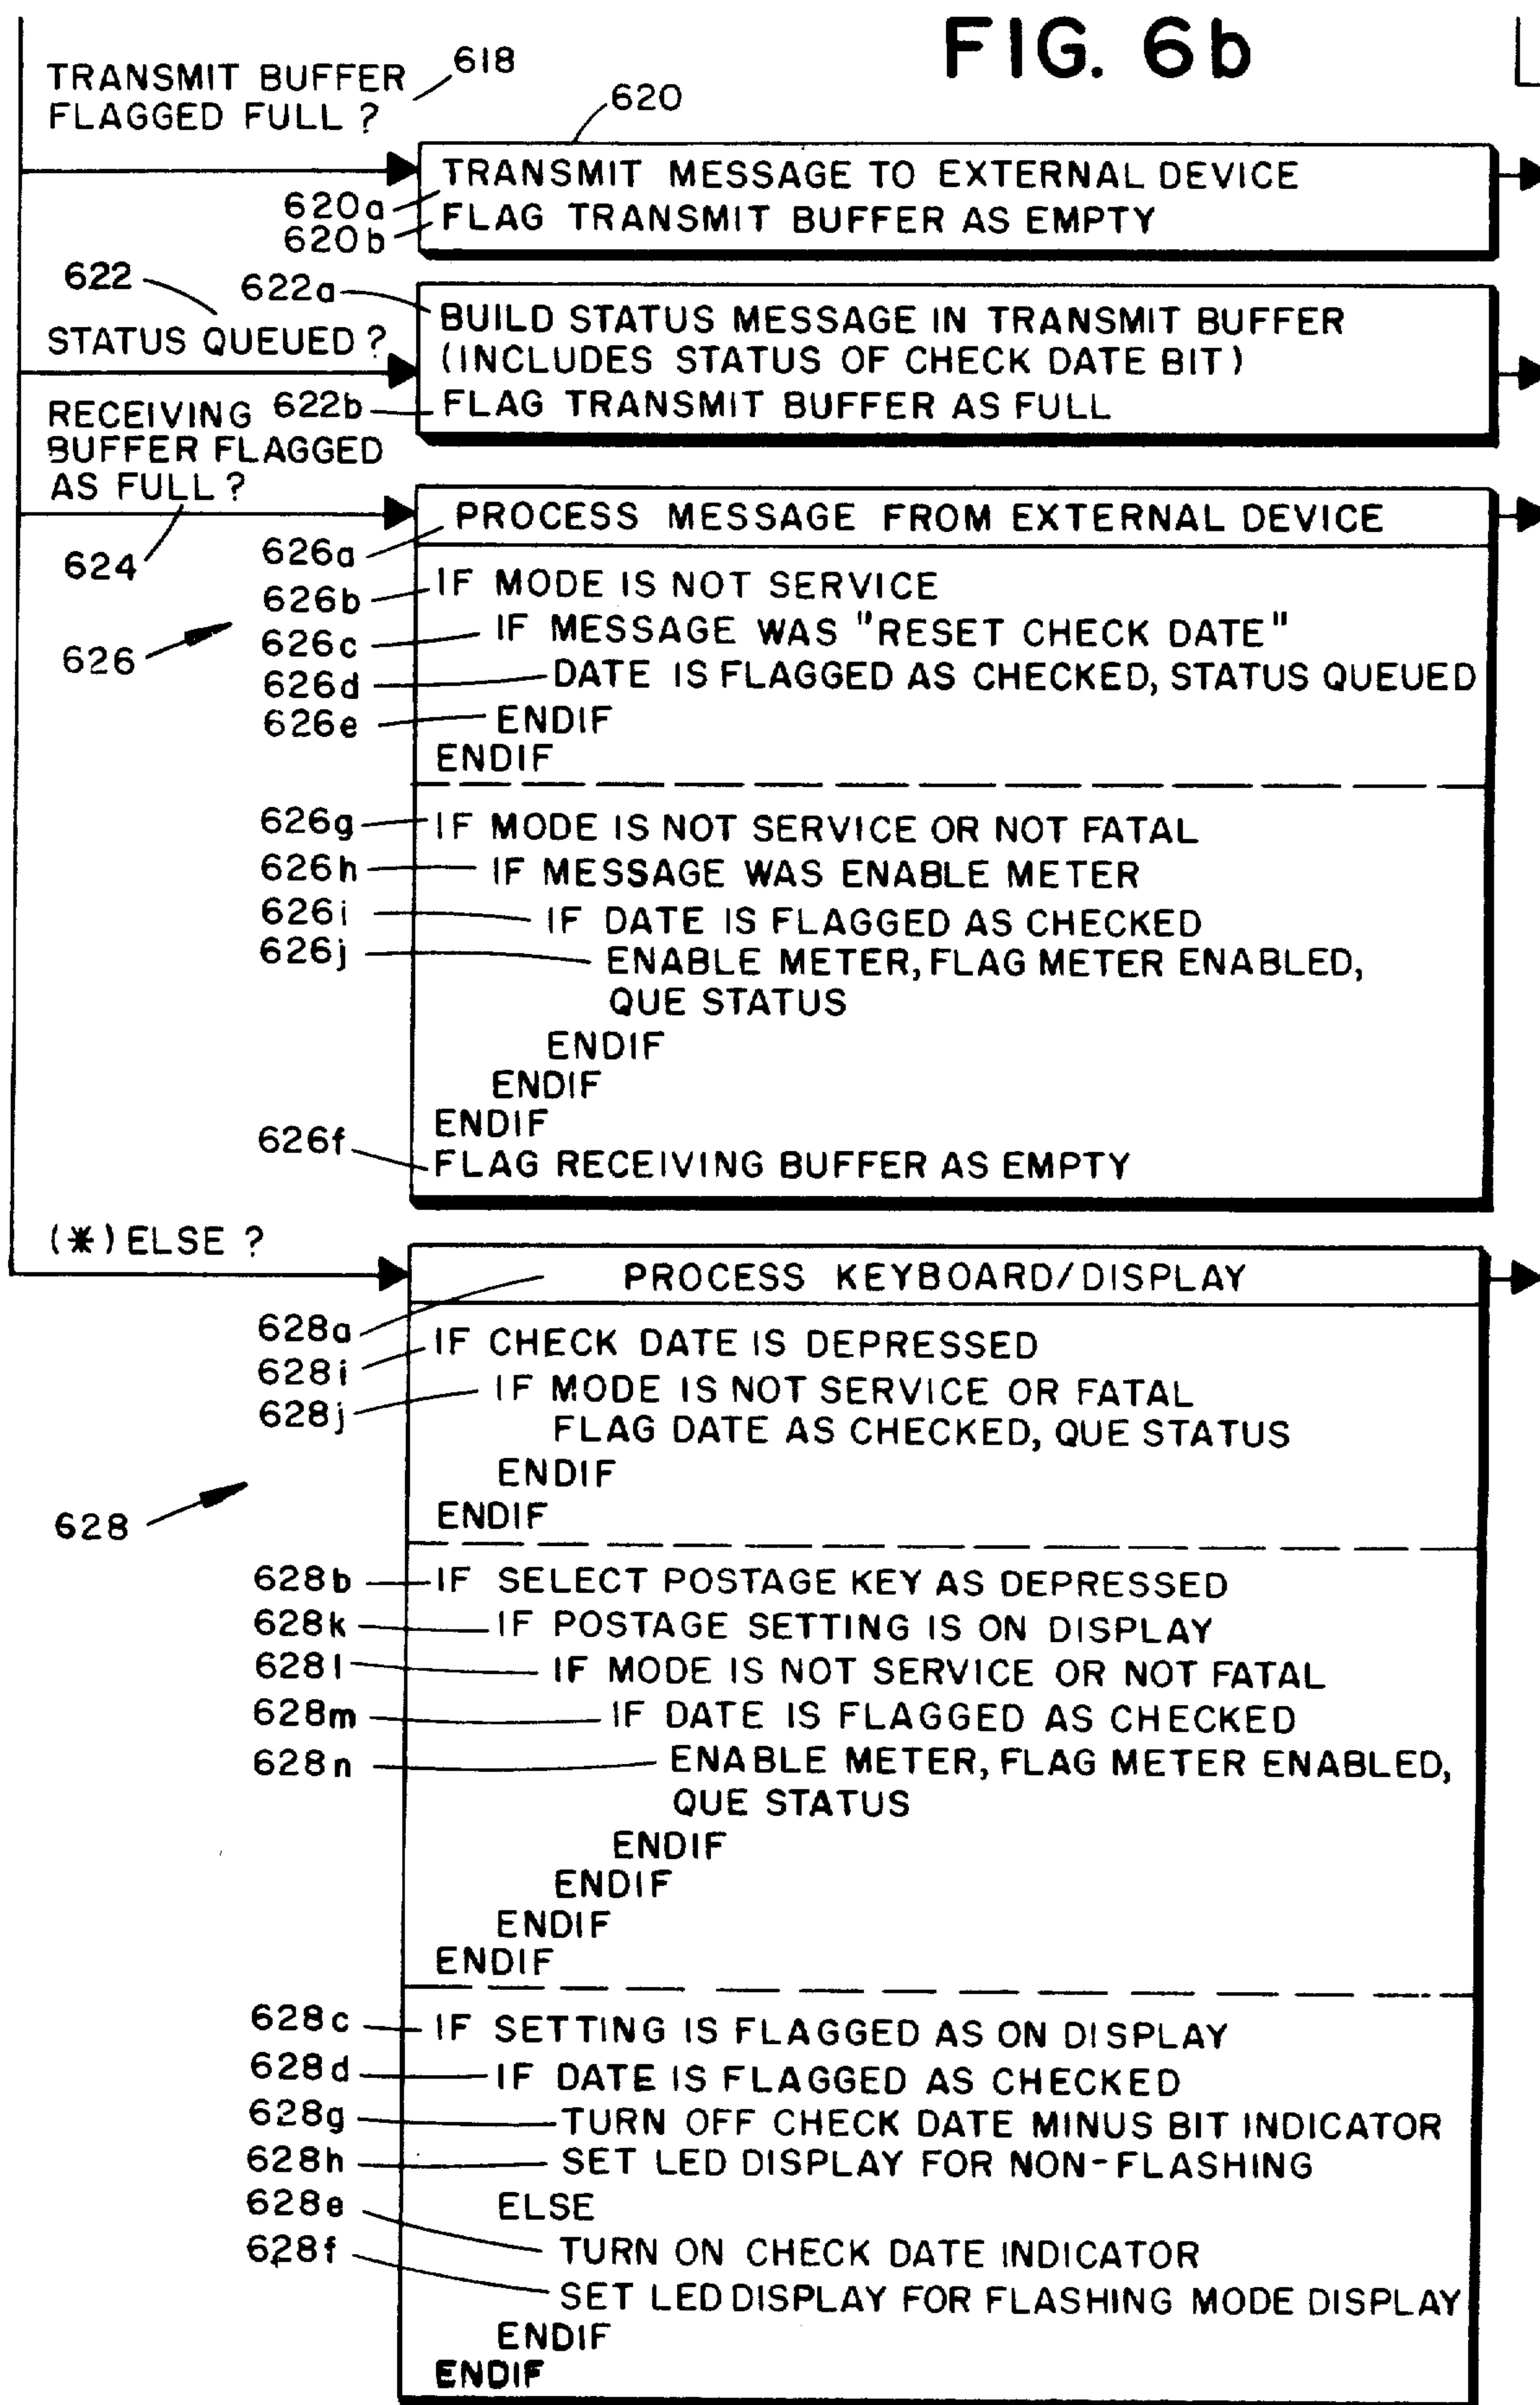 FIG. 6b
TRANSMIT BUFFER
FLAGGED FULL ?
618
620
TRANSMIT MESSAGE TO EXTERNAL DEVICE
620a
FLAG TRANSMIT BUFFER AS EMPTY
620b
622
622a
BUILD STATUS MESSAGE IN TRANSMIT BUFFER
STATUS QUEUED ?
(INCLUDES STATUS OF CHECK DATE BIT)
RECEIVING
622b
FLAG TRANSMIT BUFFER AS FULL
BUFFER FLAGGED
AS FULL ?
624
PROCESS MESSAGE FROM EXTERNAL DEVICE
626a
IF MODE IS NOT SERVICE
626b
IF MESSAGE WAS "RESET CHECK DATE"
626c
626
DATE IS FLAGGED AS CHECKED, STATUS QUEUED
626d
ENDIF
626e
ENDIF
626g
IF MODE IS NOT SERVICE OR NOT FATAL
626h
IF MESSAGE WAS ENABLE METER
626i
IF DATE IS FLAGGED AS CHECKED
626j
ENABLE METER, FLAG METER ENABLED,
QUE STATUS
ENDIF
ENDIF
ENDIF
626f
FLAG RECEIVING BUFFER AS EMPTY
(*) ELSE ?
PROCESS KEYBOARD/DISPLAY
628a
IF CHECK DATE IS DEPRESSED
628i
IF MODE IS NOT SERVICE OR FATAL
628j
FLAG DATE AS CHECKED, QUE STATUS
ENDIF
ENDIF
628
628b
IF SELECT POSTAGE KEY AS DEPRESSED
628k
IF POSTAGE SETTING IS ON DISPLAY
628l
IF MODE IS NOT SERVICE OR NOT FATAL
628m
IF DATE IS FLAGGED AS CHECKED
628n
ENABLE METER, FLAG METER ENABLED,
QUE STATUS
ENDIF
ENDIF
ENDIF
ENDIF
628c
IF SETTING IS FLAGGED AS ON DISPLAY
628d
IF DATE IS FLAGGED AS CHECKED
628g
TURN OFF CHECK DATE MINUS BIT INDICATOR
628h
SET LED DISPLAY FOR NON-FLASHING
628e
ELSE
628f
TURN ON CHECK DATE INDICATOR
SET LED DISPLAY FOR FLASHING MODE DISPLAY
ENDIF
ENDIF